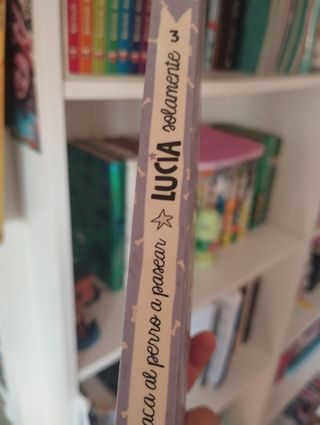 aca al perro a pasear ☆ LUCÍA solamente 3